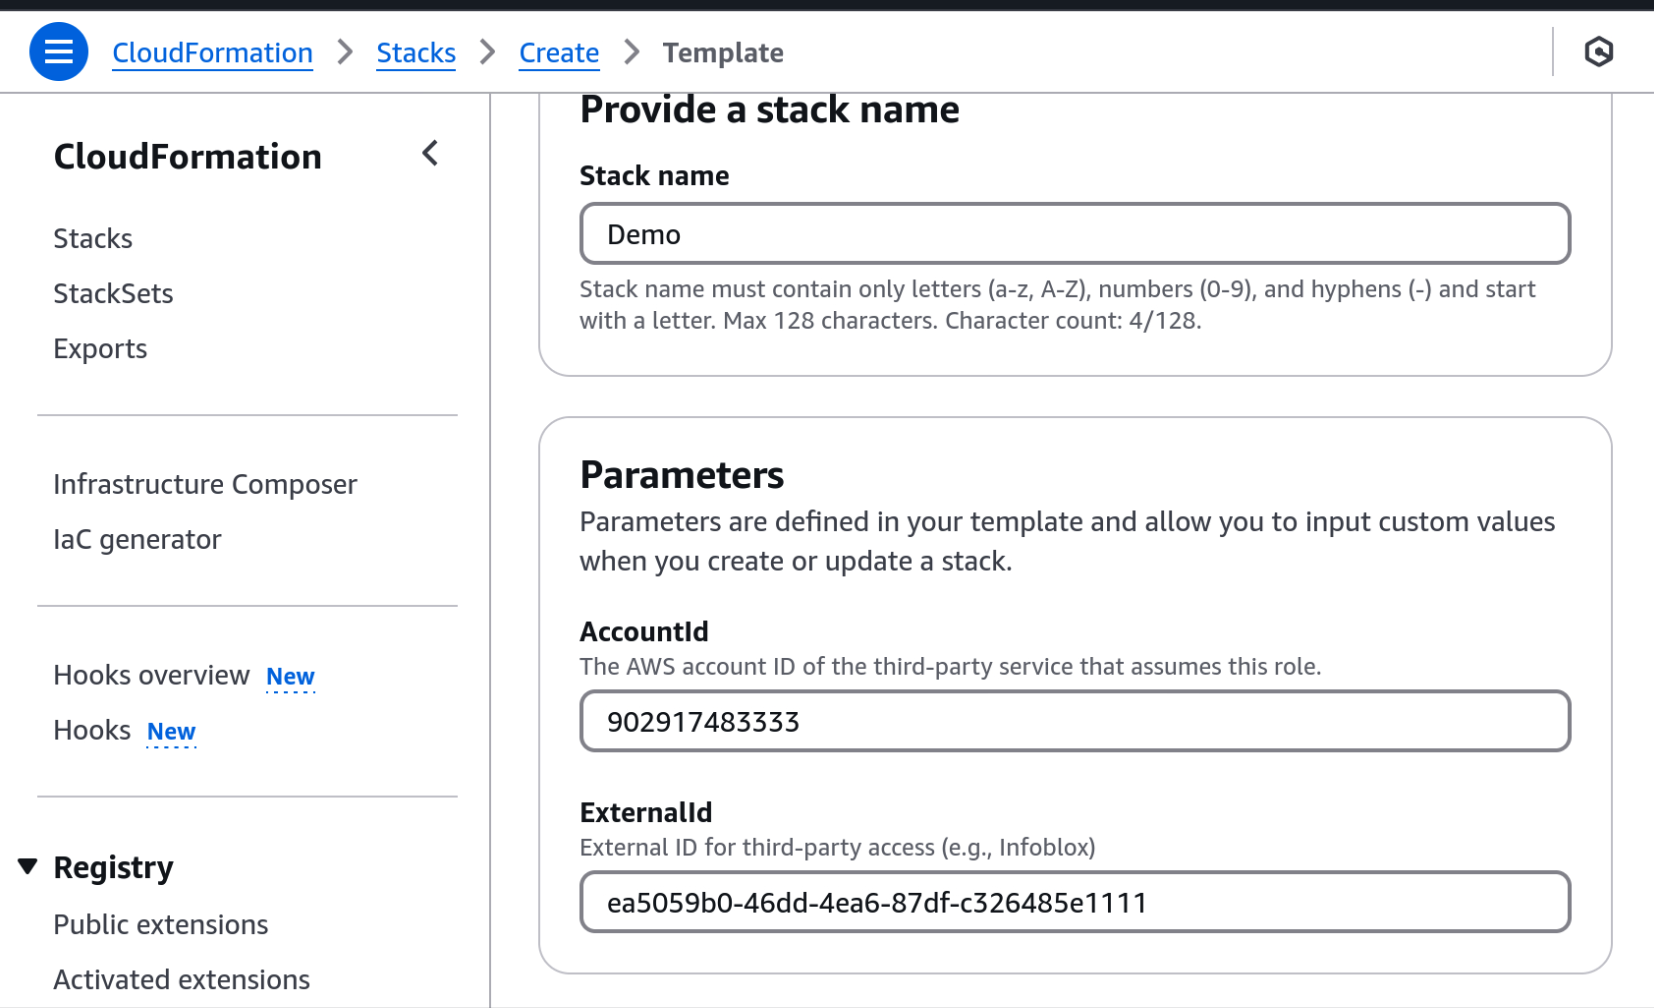 CloudFormation > Stacks > Create > Template
CloudFormation
Stacks
StackSets
Exports
Infrastructure Composer
IaC generator
Hooks overview New
Hooks New
Registry
Public extensions
Activated extensions
Provide a stack name
Stack name
Demo
Stack name must contain only letters (a-z, A-Z), numbers (0-9), and hyphens (-) and start
with a letter. Max 128 characters. Character count: 4/128.
Parameters
Parameters are defined in your template and allow you to input custom values
when you create or update a stack.
AccountId
The AWS account ID of the third-party service that assumes this role.
902917483333
ExternalId
External ID for third-party access (e.g., Infoblox)
ea5059b0-46dd-4ea6-87df-c326485e1111